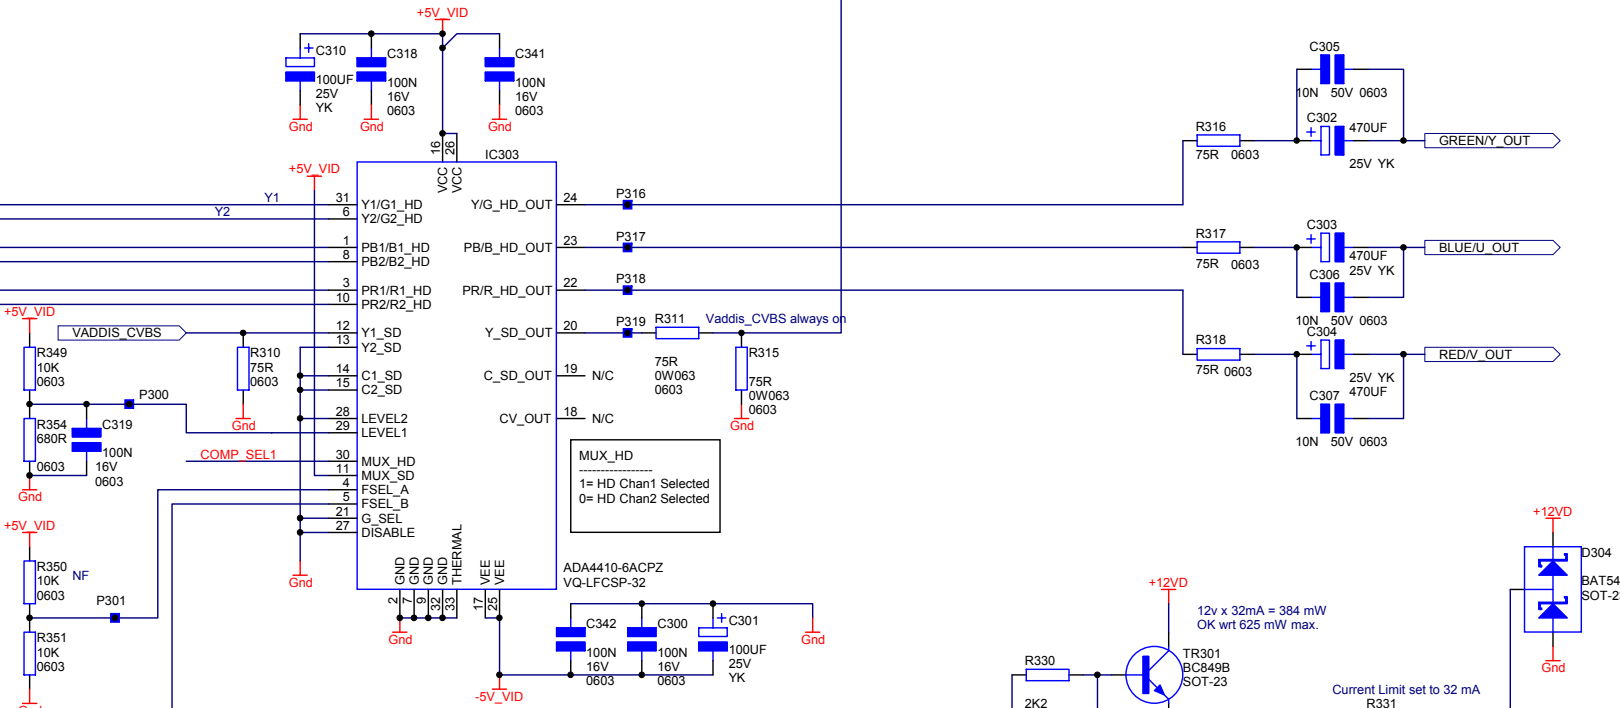 +5V_VID
C310
100UF
25V
YK
Gnd
C318
100N
16V
0603
Gnd
C341
100N
16V
0603
Gnd
16
26
VCC
VCC
IC303
+5V_VID
Y1
Y2
31 Y1/G1_HD
6 Y2/G2_HD
1 PB1/B1_HD
8 PB2/B2_HD
3 PR1/R1_HD
10 PR2/R2_HD
12 Y1_SD
13 Y2_SD
14 C1_SD
15 C2_SD
28 LEVEL2
29 LEVEL1
30 MUX_HD
11 MUX_SD
4 FSEL_A
5 FSEL_B
21 G_SEL
27 DISABLE
Y/G_HD_OUT 24
PB/B_HD_OUT 23
PR/R_HD_OUT 22
Y_SD_OUT 20
C_SD_OUT 19 N/C
CV_OUT 18 N/C
GND
GND
GND
GND
THERMAL
VEE
VEE
2
7
9
32
33
17
25
Gnd
ADA4410-6ACPZ
VQ-LFCSP-32
+5V_VID
VADDIS_CVBS
R349
10K
0603
R310
75R
0603
Gnd
P300
R354
680R
0603
Gnd
C319
100N
16V
0603
COMP_SEL1
Gnd
+5V_VID
R350
10K
0603
NF
P301
R351
10K
0603
P316
P317
P318
P319
R311
75R
0W063
0603
Vaddis_CVBS always on
R315
75R
0W063
0603
Gnd
MUX_HD
-----------------
1= HD Chan1 Selected
0= HD Chan2 Selected
C342
100N
16V
0603
C300
100N
16V
0603
C301
100UF
25V
YK
Gnd
-5V_VID
C305
10N 50V 0603
R316
75R 0603
C302
470UF
25V YK
GREEN/Y_OUT
R317
75R 0603
C303
470UF
25V YK
BLUE/U_OUT
C306
10N 50V 0603
C304
R318
75R 0603
25V YK
470UF
RED/V_OUT
C307
10N 50V 0603
+12VD
12v x 32mA = 384 mW
OK wrt 625 mW max.
TR301
BC849B
SOT-23
R330
2K2
Current Limit set to 32 mA
R331
+12VD
D304
BAT54
Gnd